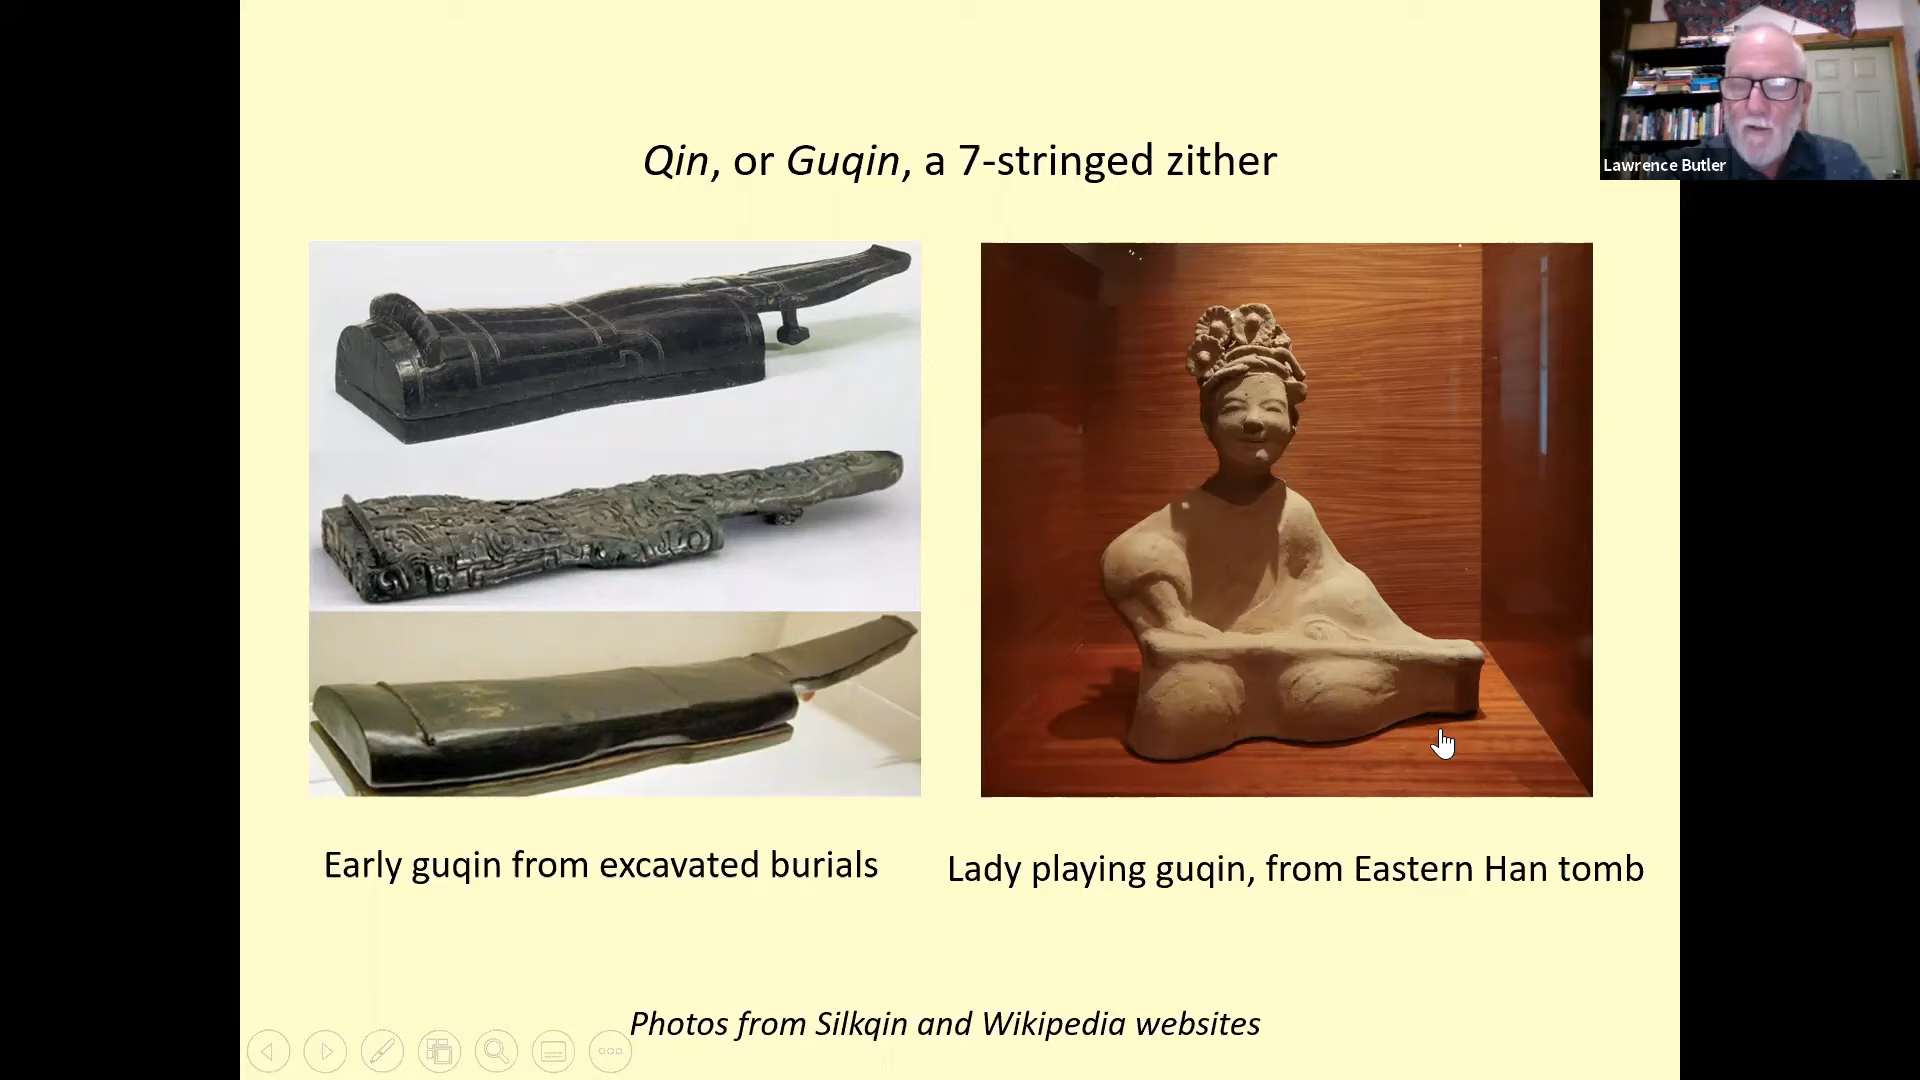 Qin, or Guqin, a 7-stringed zither
Lawrence Butler
Early guqin from excavated burials
Lady playing guqin, from Eastern Han tomb
Photos from Silkqin and Wikipedia websites